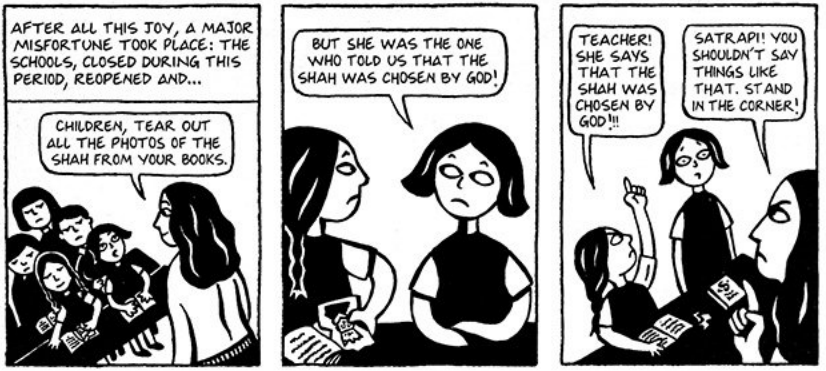 AFTER ALL THIS JOY, A MAJOR
MISFORTUNE TOOK PLACE: THE
SCHOOLS, CLOSED DURING THIS
PERIOD, REOPENED AND...
CHILDREN, TEAR OUT
ALL THE PHOTOS OF THE
SHAH FROM YOUR BOOKS.
BUT SHE WAS THE ONE
WHO TOLD US THAT THE
SHAH WAS CHOSEN BY GOD!
TEACHER!
SHE SAYS
THAT THE
SHAH WAS
CHOSEN BY
GOD!!!
SATRAPI! YOU
SHOULDN'T SAY
THINGS LIKE
THAT. STAND
IN THE CORNER!